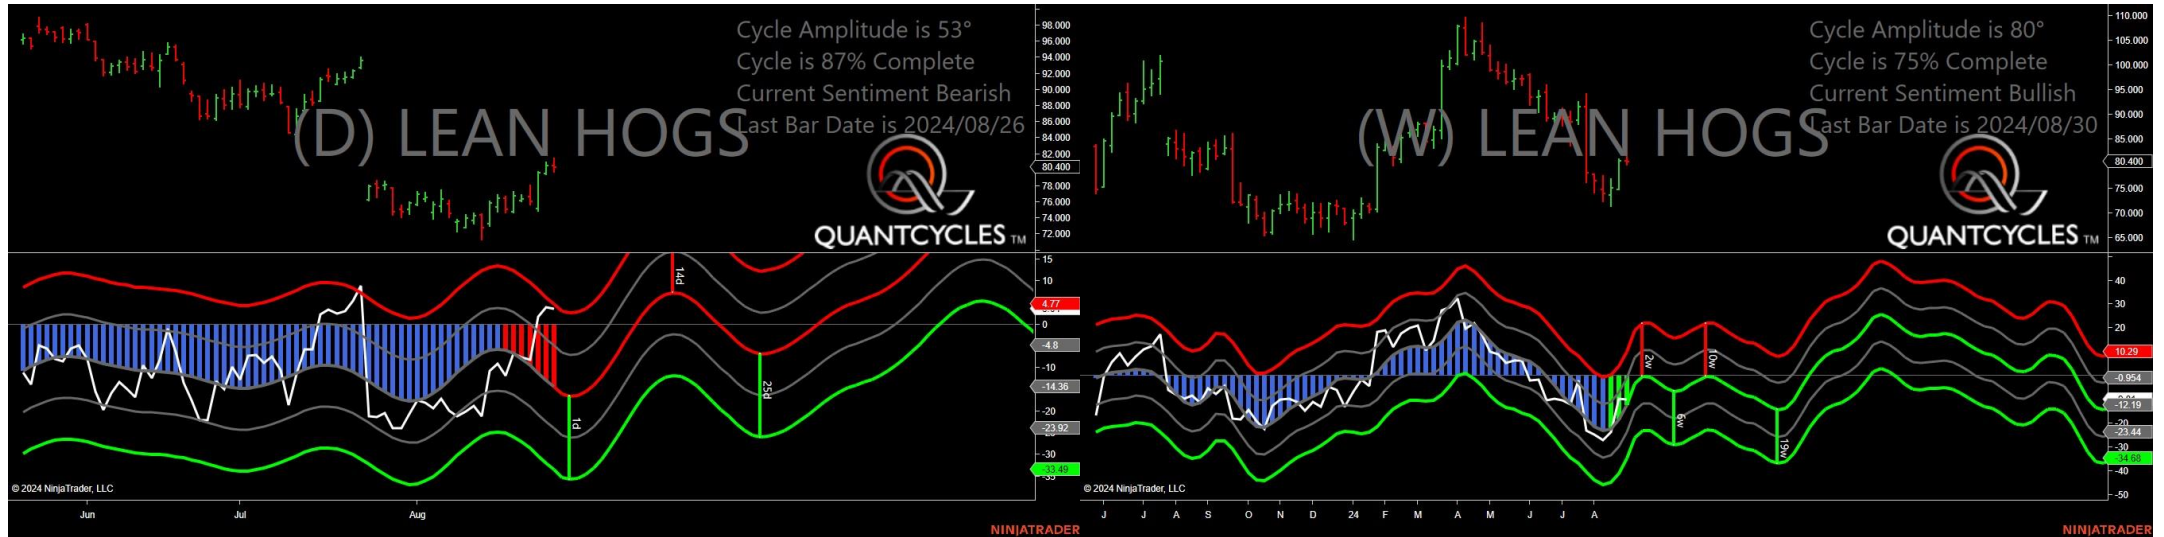 Cycle Amplitude is 53°
Cycle is 87% Complete
Current Sentiment Bearish
Last Bar Date is 2024/08/26
(D) LEAN HOGS
QUANTCYCLES TM
98.000
96.000
94.000
92.000
90.000
88.000
86.000
84.000
82.000
80.400
78.000
76.000
74.000
72.000
15
10
4.77
0
-4.8
-10
-14.36
-20
-23.92
-30
-33.49
14d
1d
25d
© 2024 NinjaTrader, LLC
Jun Jul Aug
NINJATRADER
Cycle Amplitude is 80°
Cycle is 75% Complete
Current Sentiment Bullish
Last Bar Date is 2024/08/30
(W) LEAN HOGS
QUANTCYCLES TM
110.000
105.000
100.000
95.000
90.000
85.000
80.400
75.000
70.000
65.000
40
30
20
10.29
-0.954
-12.19
-20
-23.44
-30
-34.68
-40
-50
2w
10w
6w
19w
© 2024 NinjaTrader, LLC
J J A S O N D 24 F M A M J J A
NINJATRADER